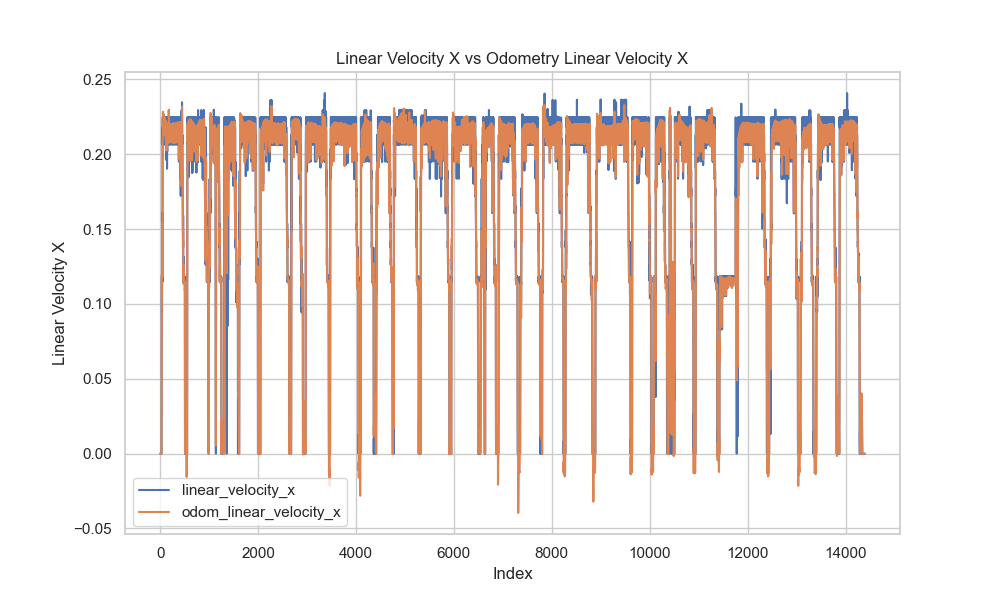 Linear Velocity X vs Odometry Linear Velocity X
0.25
0.20
0.15
0.10
0.05
0.00
−0.05
Linear Velocity X
linear_velocity_x
odom_linear_velocity_x
0 2000 4000 6000 8000 10000 12000 14000
Index